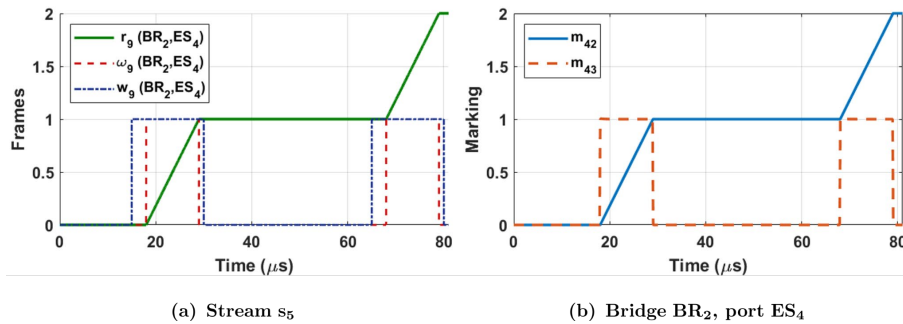 Frames
2
1.5
1
0.5
0
r₉ (BR₂,ES₄)
ω₉ (BR₂,ES₄)
w₉ (BR₂,ES₄)
0 20 40 60 80
Time (μs)
(a) Stream s₅
Marking
2
1.5
1
0.5
0
m₄₂
m₄₃
0 20 40 60 80
Time (μs)
(b) Bridge BR₂, port ES₄